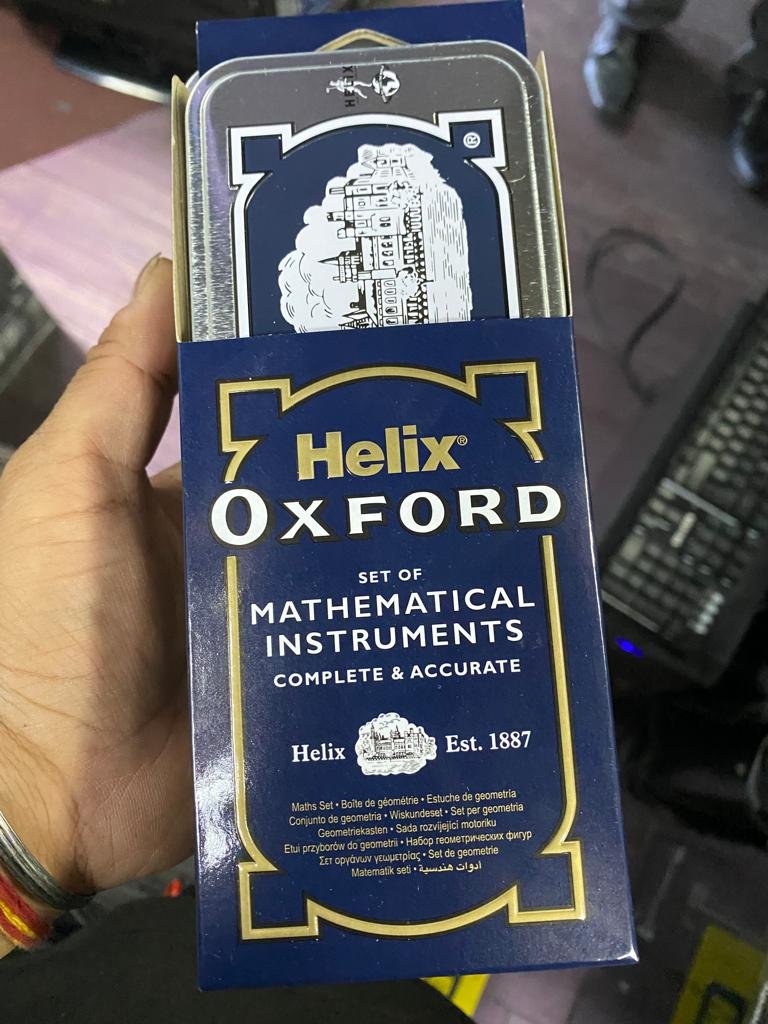 HELIX
®
Helix®
OXFORD
SET OF
MATHEMATICAL
INSTRUMENTS
COMPLETE & ACCURATE
Helix Est. 1887
Maths Set • Boîte de géométrie • Estuche de geometría
Conjunto de geometria • Wiskundeset • Set per geometria
Geometriekasten • Sada rozvíjející motoriku
Etui przyborów do geometrii • Набор геометрических фигур
Σετ οργάνων γεωμετρίας • Set de geometrie
Matematik seti • أدوات هندسية